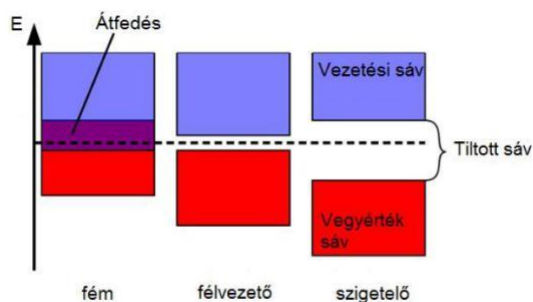 E
Átfedés
Vezetési sáv
Tiltott sáv
Vegyérték
sáv
fém
félvezető
szigetelő